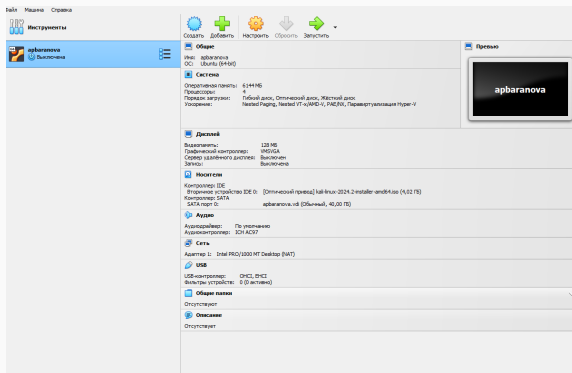 Файл Машина Справка
Инструменты
Создать Добавить Настроить Сбросить Запустить
apbaranova
Выключена
Общие
Имя: apbaranova
ОС: Ubuntu (64-bit)
Система
Оперативная память: 6144 МБ
Процессоры: 4
Порядок загрузки: Гибкий диск, Оптический диск, Жёсткий диск
Ускорение: Nested Paging, Nested VT-x/AMD-V, PAE/NX, Паравиртуализация Hyper-V
Превью
apbaranova
Дисплей
Видеопамять: 128 МБ
Графический контроллер: VMSVGA
Сервер удалённого дисплея: Выключен
Запись: Выключена
Носители
Контроллер: IDE
Вторичное устройство IDE 0: [Оптический привод] kali-linux-2024.2-installer-amd64.iso (4,02 ГБ)
Контроллер: SATA
SATA порт 0: apbaranova.vdi (Обычный, 40,00 ГБ)
Аудио
Аудиодрайвер: По умолчанию
Аудиоконтроллер: ICH AC97
Сеть
Адаптер 1: Intel PRO/1000 MT Desktop (NAT)
USB
USB-контроллер: OHCI, EHCI
Фильтры устройств: 0 (0 активно)
Общие папки
Отсутствуют
Описание
Отсутствует